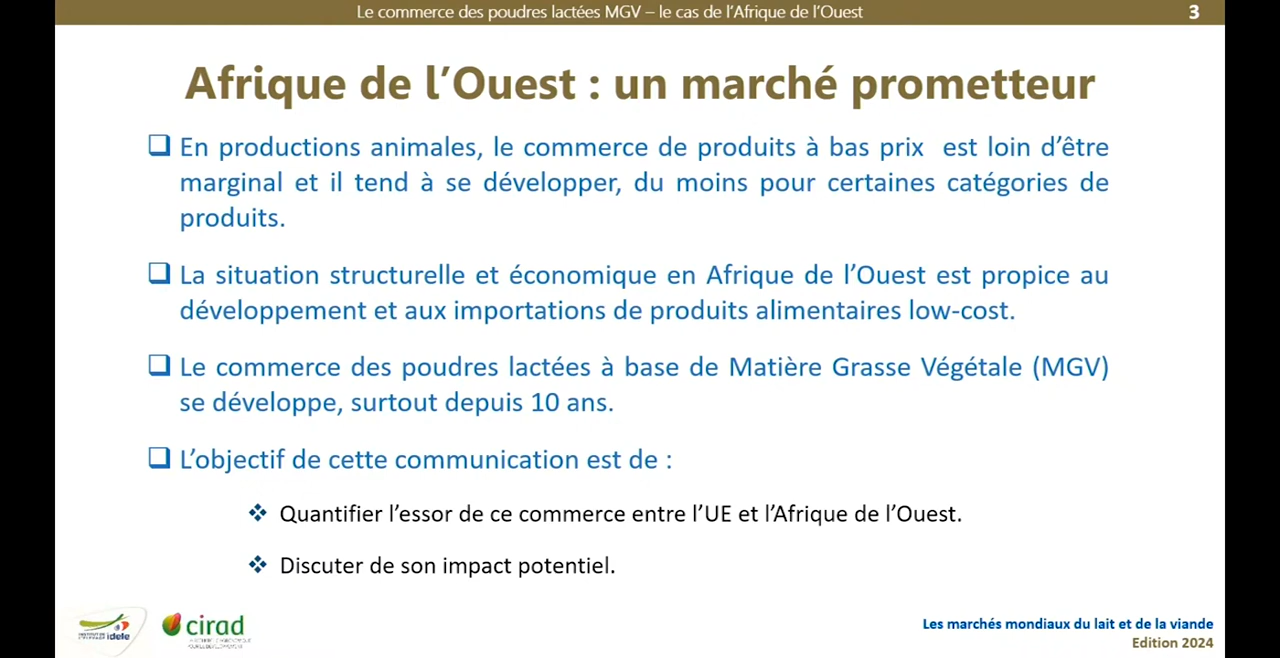 Le commerce des poudres lactées MGV – le cas de l’Afrique de l’Ouest
3
Afrique de l’Ouest : un marché prometteur
En productions animales, le commerce de produits à bas prix est loin d’être
marginal et il tend à se développer, du moins pour certaines catégories de
produits.
La situation structurelle et économique en Afrique de l’Ouest est propice au
développement et aux importations de produits alimentaires low-cost.
Le commerce des poudres lactées à base de Matière Grasse Végétale (MGV)
se développe, surtout depuis 10 ans.
L’objectif de cette communication est de :
Quantifier l’essor de ce commerce entre l’UE et l’Afrique de l’Ouest.
Discuter de son impact potentiel.
idele
cirad
Les marchés mondiaux du lait et de la viande
Edition 2024